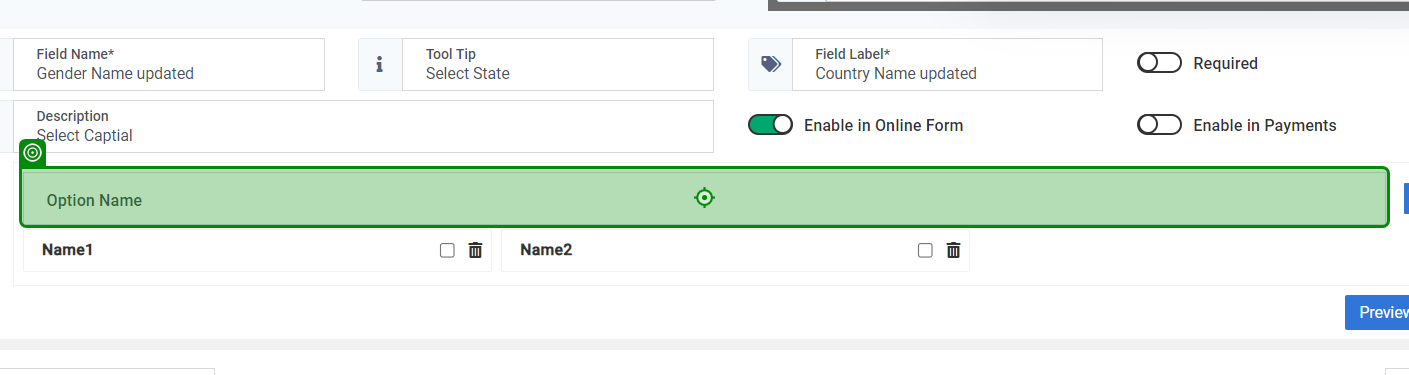 Field Name*
Gender Name updated
Tool Tip
Select State
Field Label*
Country Name updated
Required
Description
Select Captial
Enable in Online Form
Enable in Payments
Option Name
Name1
Name2
Preview